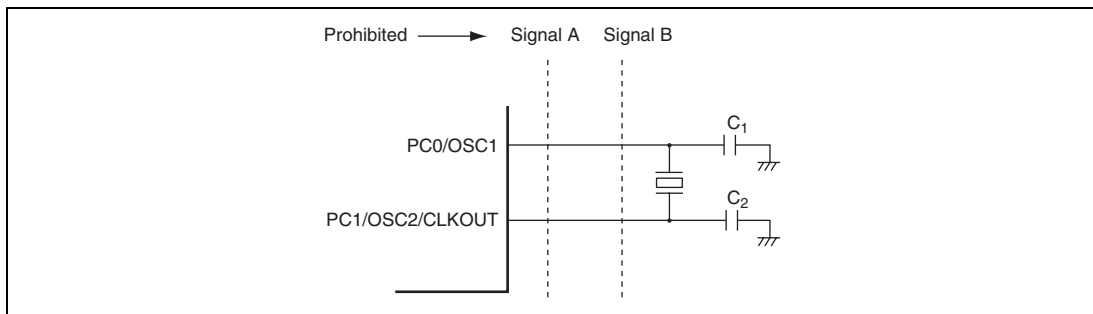 Prohibited Signal A Signal B
PC0/OSC1
C1
PC1/OSC2/CLKOUT
C2